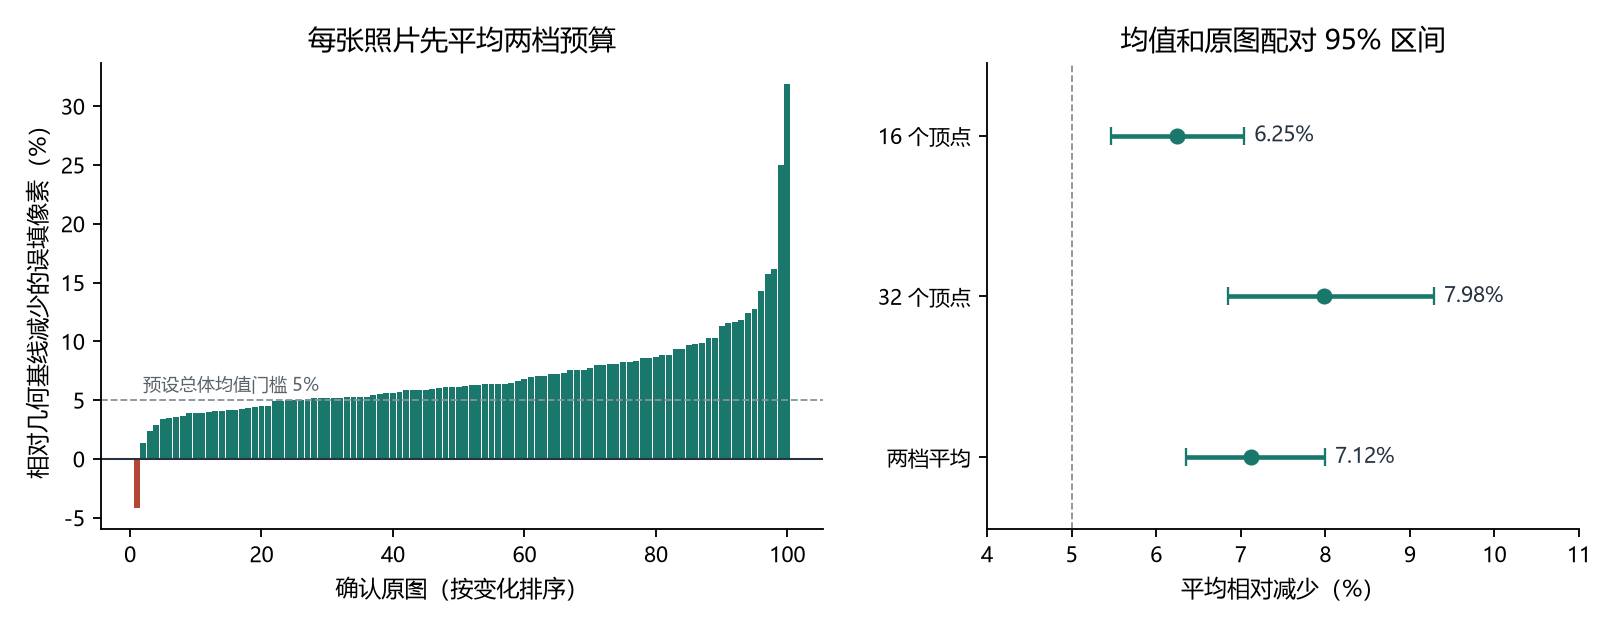 每张照片先平均两档预算
相对几何基线减少的误填像素（%）
30
25
20
15
10
5
0
-5
预设总体均值门槛 5%
0 20 40 60 80 100
确认原图（按变化排序）
均值和原图配对 95% 区间
16 个顶点
6.25%
32 个顶点
7.98%
两档平均
7.12%
4 5 6 7 8 9 10 11
平均相对减少（%）